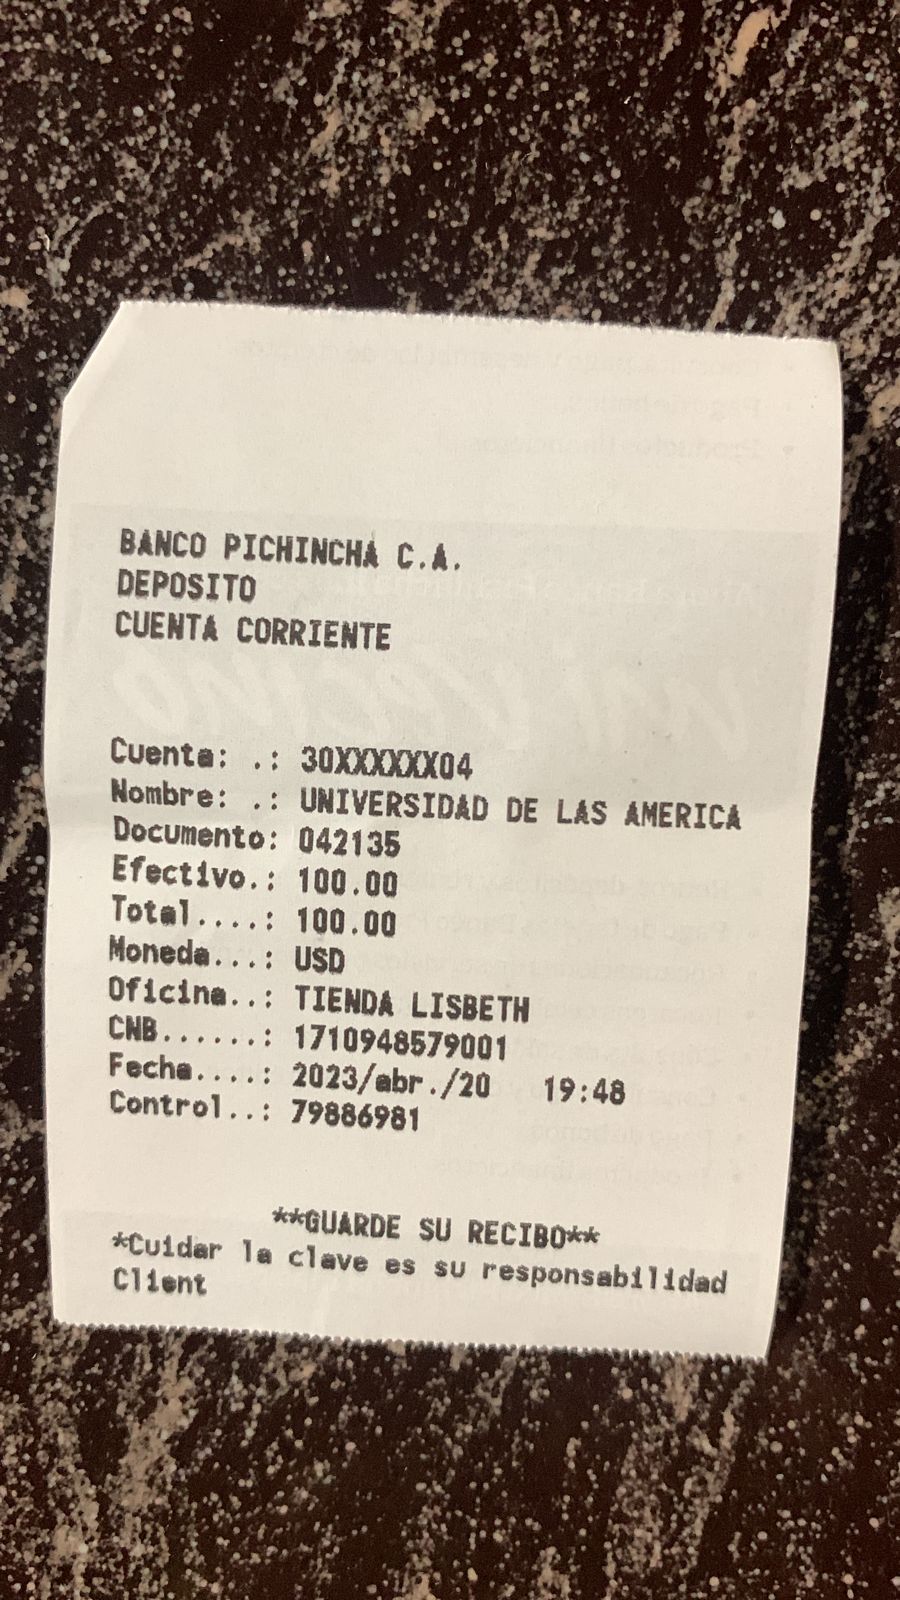 BANCO PICHINCHA C.A.
DEPOSITO
CUENTA CORRIENTE
Cuenta: .: 30XXXXXX04
Nombre: .: UNIVERSIDAD DE LAS AMERICA
Documento: 042135
Efectivo.: 100.00
Total....: 100.00
Moneda...: USD
Oficina..: TIENDA LISBETH
CNB......: 1710948579001
Fecha....: 2023/abr./20 19:48
Control..: 79886981
**GUARDE SU RECIBO**
*Cuidar la clave es su responsabilidad
Client